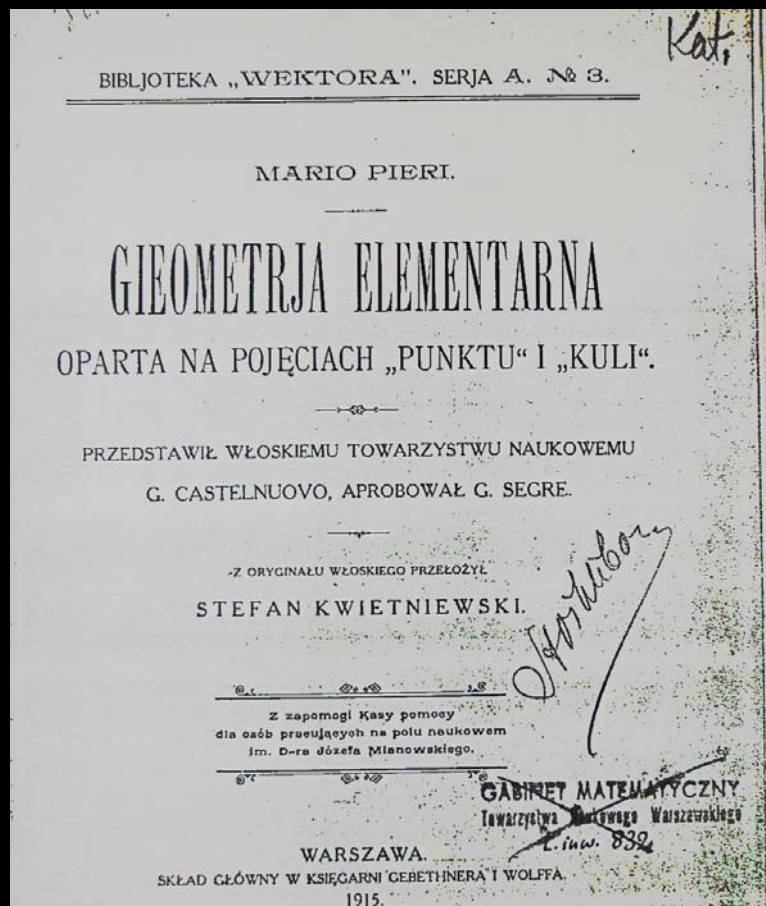 Kat.
BIBLJOTEKA „WEKTORA". SERJA A. № 3.
MARIO PIERI.
GIEOMETRJA ELEMENTARNA
OPARTA NA POJĘCIACH „PUNKTU“ I „KULI“.
PRZEDSTAWIŁ WŁOSKIEMU TOWARZYSTWU NAUKOWEMU
G. CASTELNUOVO, APROBOWAŁ G. SEGRE.
Z ORYGINAŁU WŁOSKIEGO PRZEŁOŻYŁ
STEFAN KWIETNIEWSKI.
Z zapomogi Kasy pomocy
dla osób pracujących na polu naukowem
im. D-ra Józefa Mianowskiego.
GABINET MATEMATYCZNY
Towarzystwa Naukowego Warszawskiego
L. inw. 832
WARSZAWA.
SKŁAD GŁÓWNY W KSIĘGARNI GEBETHNERA I WOLFFA.
1915.